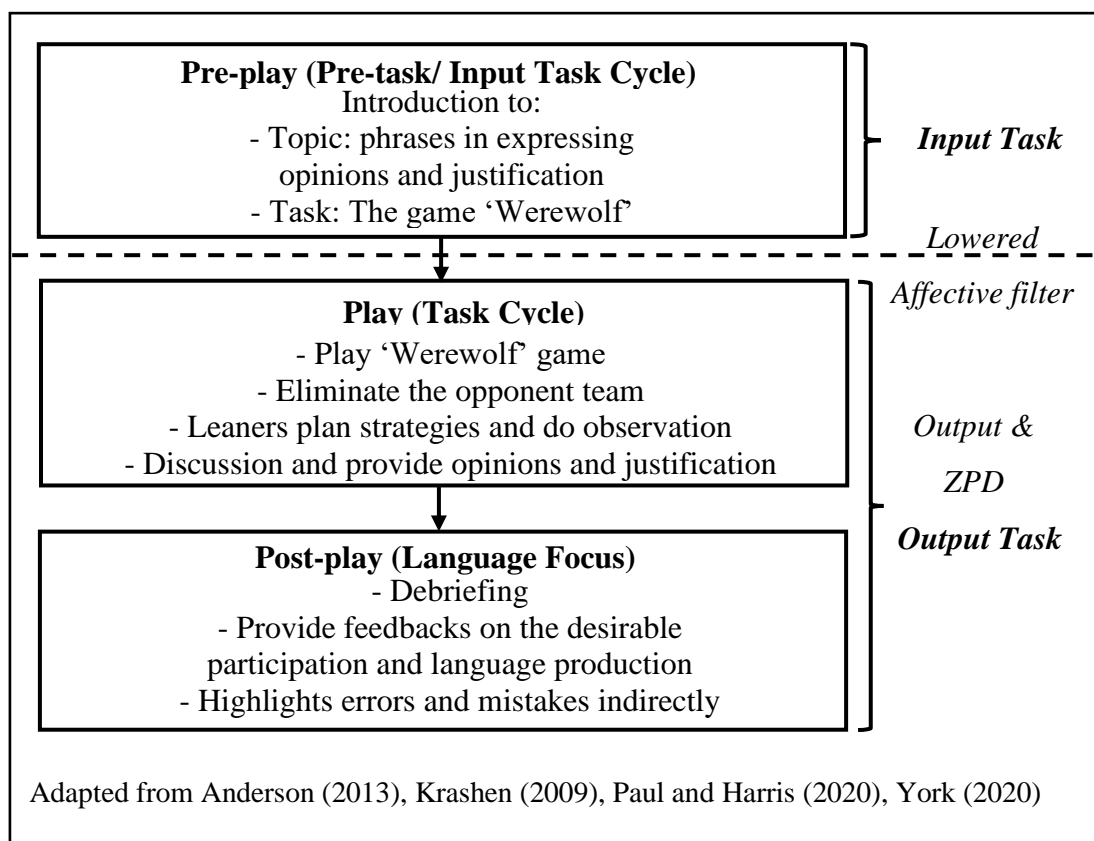 Pre-play (Pre-task/ Input Task Cycle)
Introduction to:
- Topic: phrases in expressing
opinions and justification
- Task: The game ‘Werewolf’
Input Task
Lowered
Affective filter
Play (Task Cycle)
- Play ‘Werewolf’ game
- Eliminate the opponent team
- Leaners plan strategies and do observation
- Discussion and provide opinions and justification
Output &
ZPD
Output Task
Post-play (Language Focus)
- Debriefing
- Provide feedbacks on the desirable
participation and language production
- Highlights errors and mistakes indirectly
Adapted from Anderson (2013), Krashen (2009), Paul and Harris (2020), York (2020)